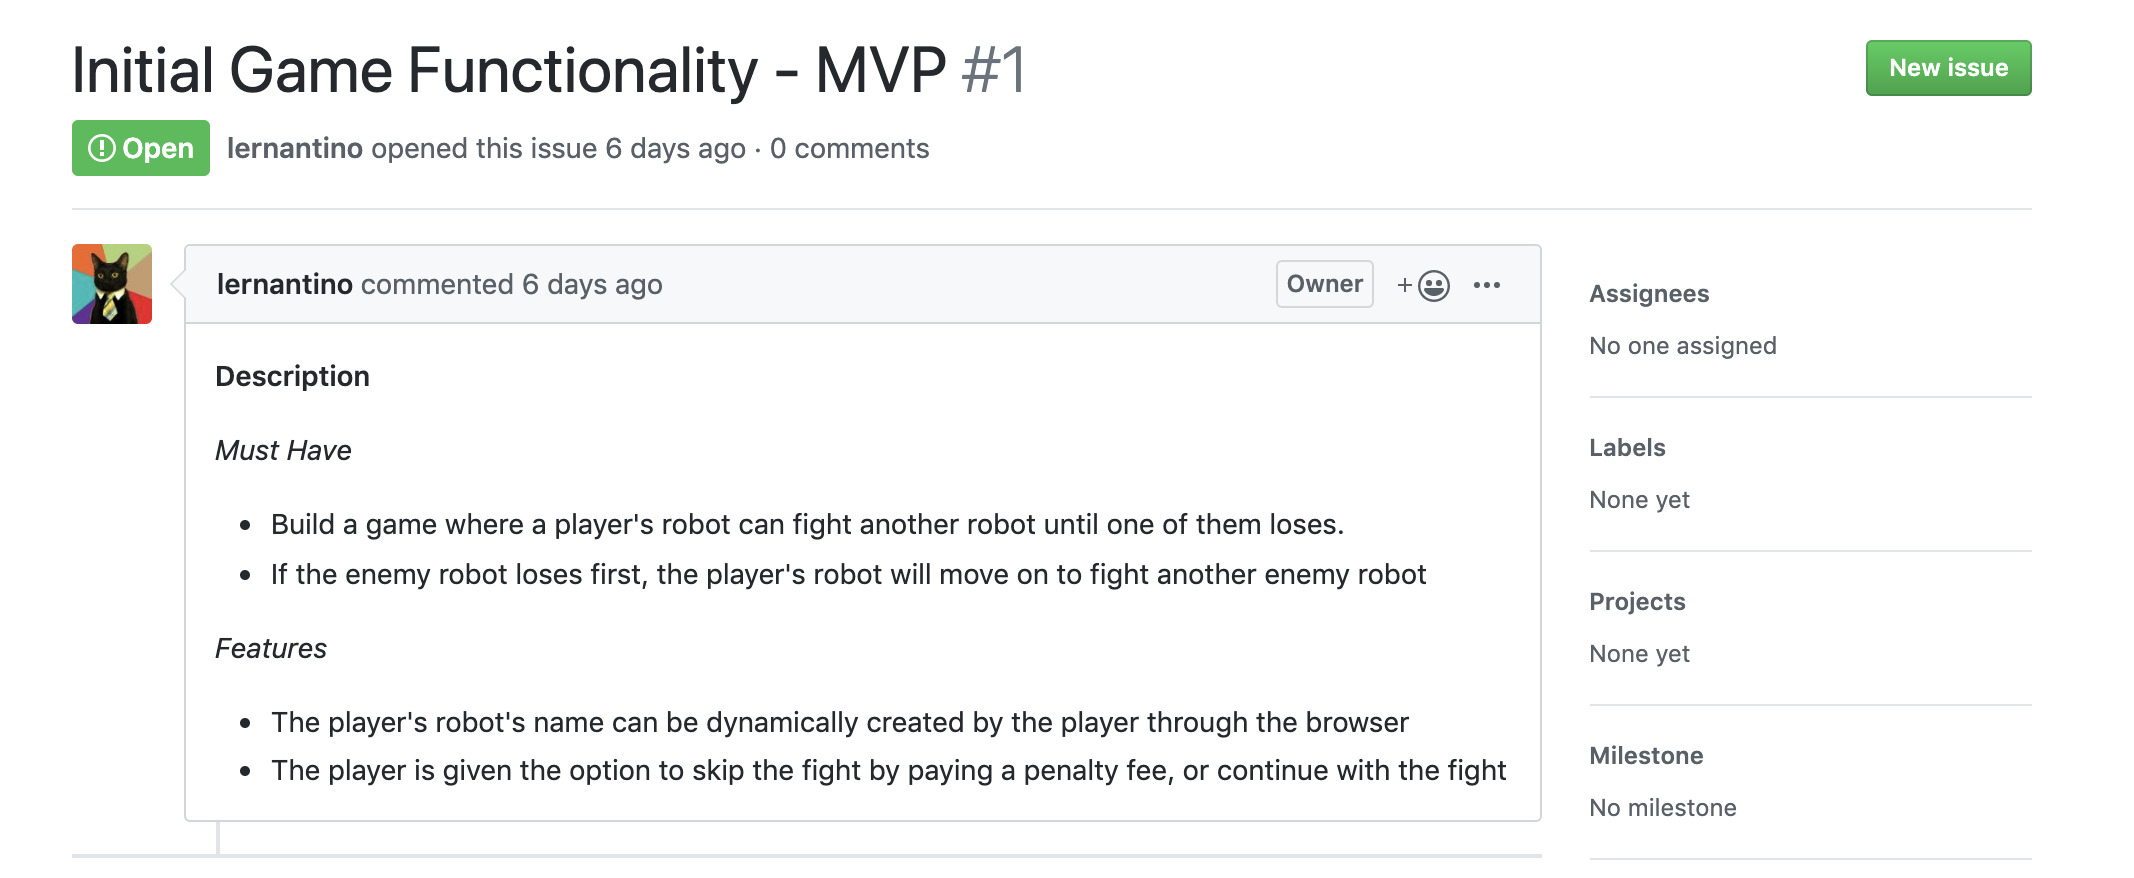 Initial Game Functionality - MVP #1
New issue
Open lernantino opened this issue 6 days ago · 0 comments
lernantino commented 6 days ago
Owner
Description
Must Have
• Build a game where a player's robot can fight another robot until one of them loses.
• If the enemy robot loses first, the player's robot will move on to fight another enemy robot
Features
• The player's robot's name can be dynamically created by the player through the browser
• The player is given the option to skip the fight by paying a penalty fee, or continue with the fight
Assignees
No one assigned
Labels
None yet
Projects
None yet
Milestone
No milestone